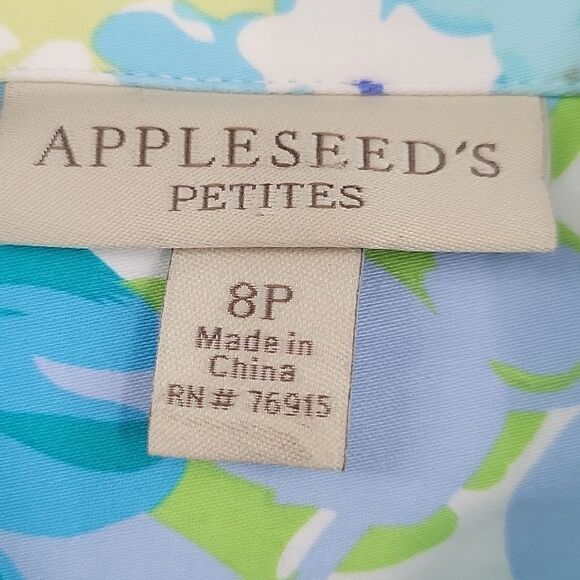 APPLESEED'S
PETITES
8P
Made in
China
RN# 76915